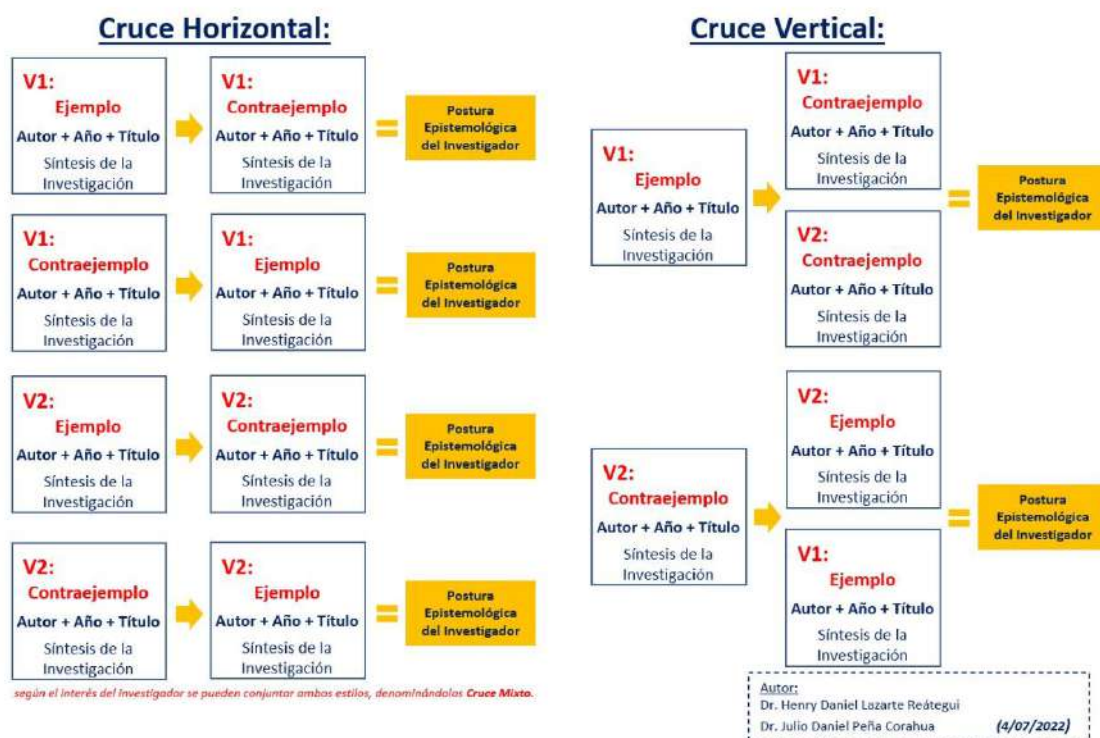 Cruce Horizontal:
V1:
Ejemplo
Autor + Año + Título
Síntesis de la
Investigación
V1:
Contraejemplo
Autor + Año + Título
Síntesis de la
Investigación
Postura
Epistemológica
del Investigador
V1:
Contraejemplo
Autor + Año + Título
Síntesis de la
Investigación
V1:
Ejemplo
Autor + Año + Título
Síntesis de la
Investigación
Postura
Epistemológica
del Investigador
V2:
Ejemplo
Autor + Año + Título
Síntesis de la
Investigación
V2:
Contraejemplo
Autor + Año + Título
Síntesis de la
Investigación
Postura
Epistemológica
del Investigador
V2:
Contraejemplo
Autor + Año + Título
Síntesis de la
Investigación
V2:
Ejemplo
Autor + Año + Título
Síntesis de la
Investigación
Postura
Epistemológica
del Investigador
según el interés del investigador se pueden conjuntar ambos estilos, denominándolas Cruce Mixto.
Cruce Vertical:
V1:
Ejemplo
Autor + Año + Título
Síntesis de la
Investigación
V1:
Contraejemplo
Autor + Año + Título
Síntesis de la
Investigación
V2:
Contraejemplo
Autor + Año + Título
Síntesis de la
Investigación
Postura
Epistemológica
del Investigador
V2:
Contraejemplo
Autor + Año + Título
Síntesis de la
Investigación
V2:
Ejemplo
Autor + Año + Título
Síntesis de la
Investigación
V1:
Ejemplo
Autor + Año + Título
Síntesis de la
Investigación
Postura
Epistemológica
del Investigador
Autor:
Dr. Henry Daniel Lazarte Reátegui
Dr. Julio Daniel Peña Corahua (4/07/2022)